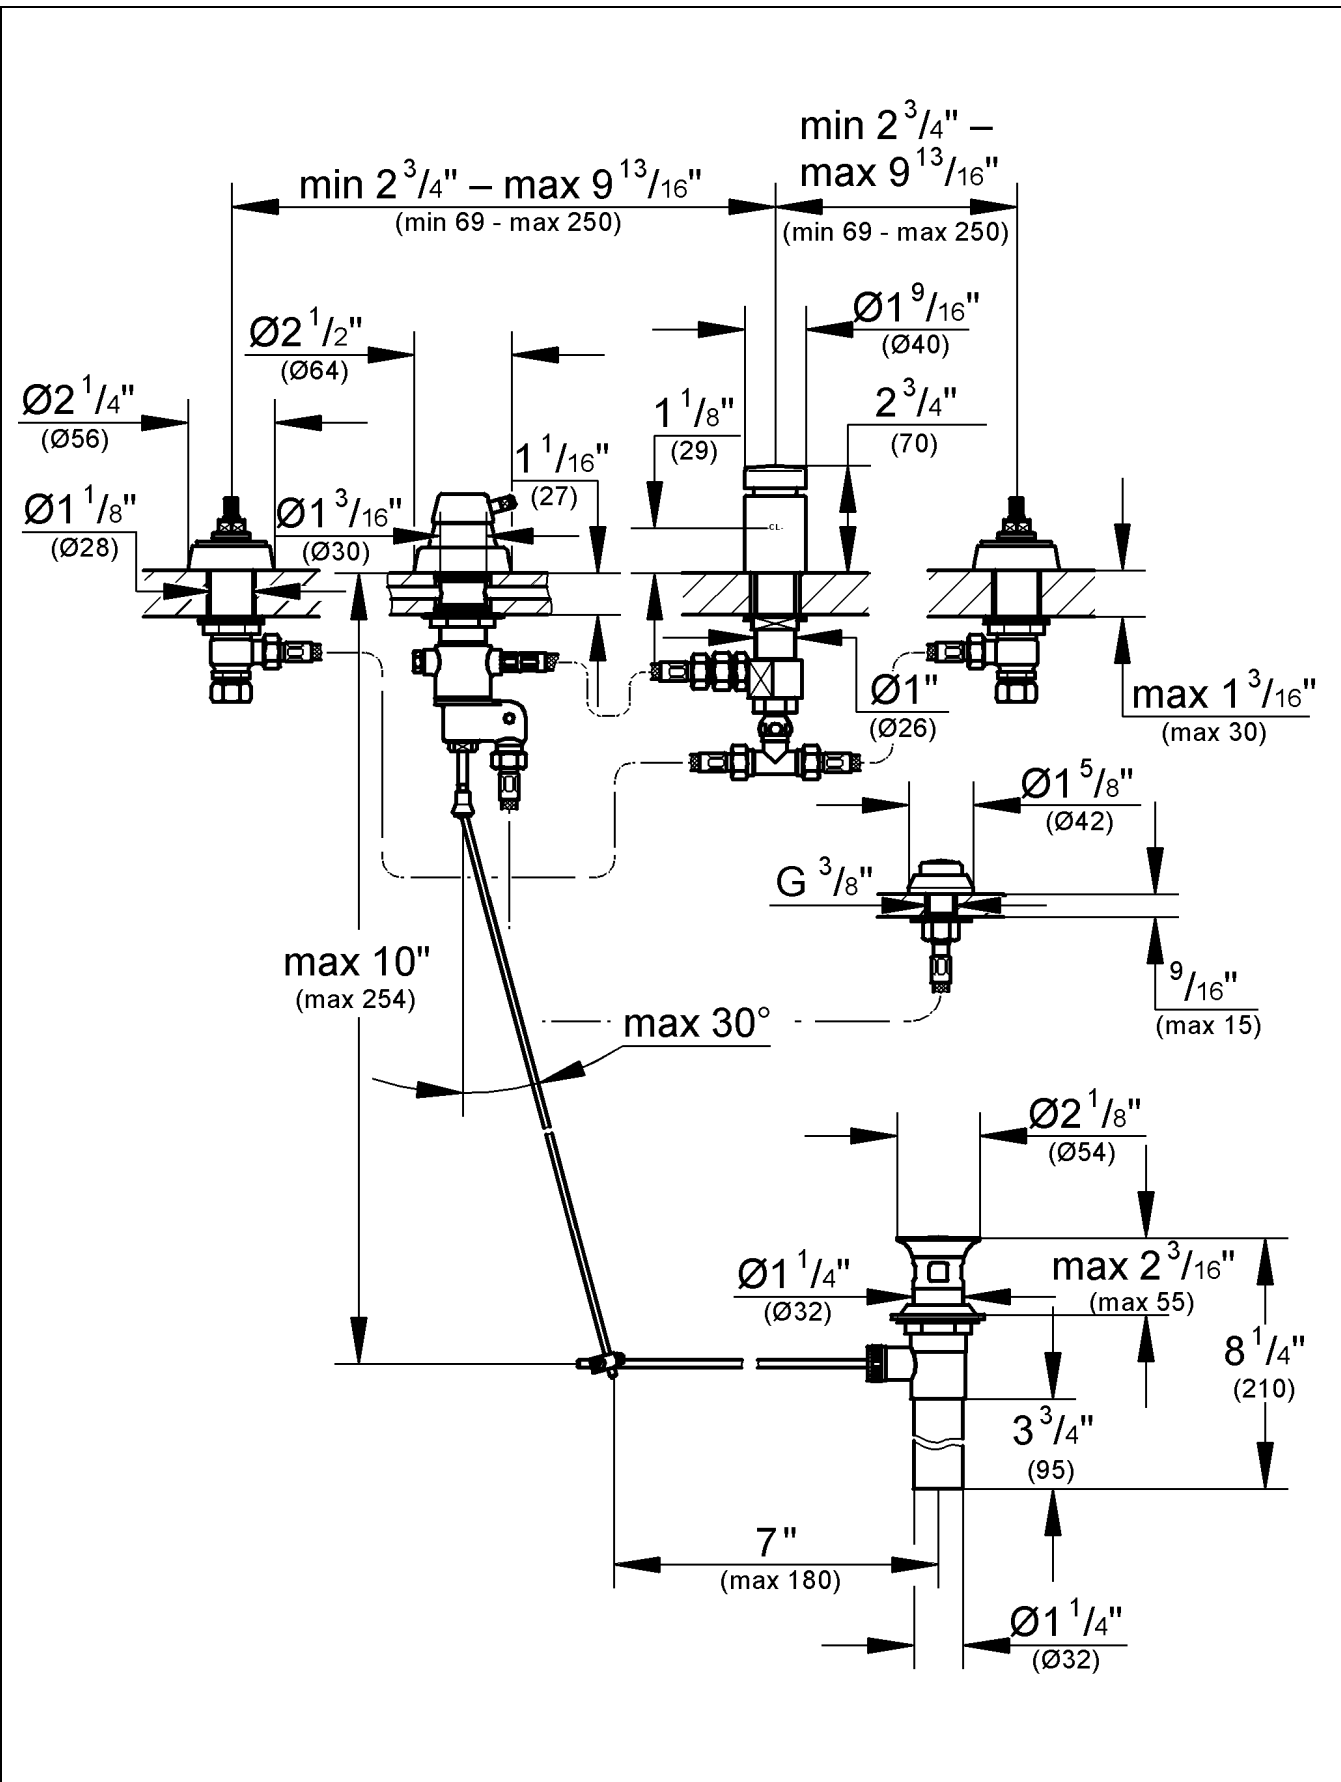 min 2 3/4" –
max 9 13/16"
(min 69 - max 250)
min 2 3/4" – max 9 13/16"
(min 69 - max 250)
Ø1 9/16"
(Ø40)
Ø2 1/2"
(Ø64)
Ø2 1/4"
(Ø56)
1 1/8"
(29)
2 3/4"
(70)
1 1/16"
(27)
Ø1 1/8"
(Ø28)
Ø1 3/16"
(Ø30)
-CL-
Ø1"
(Ø26)
max 1 3/16"
(max 30)
Ø1 5/8"
(Ø42)
G 3/8"
max 10"
(max 254)
9/16"
(max 15)
max 30°
Ø2 1/8"
(Ø54)
Ø1 1/4"
(Ø32)
max 2 3/16"
(max 55)
8 1/4"
(210)
3 3/4"
(95)
7"
(max 180)
Ø1 1/4"
(Ø32)